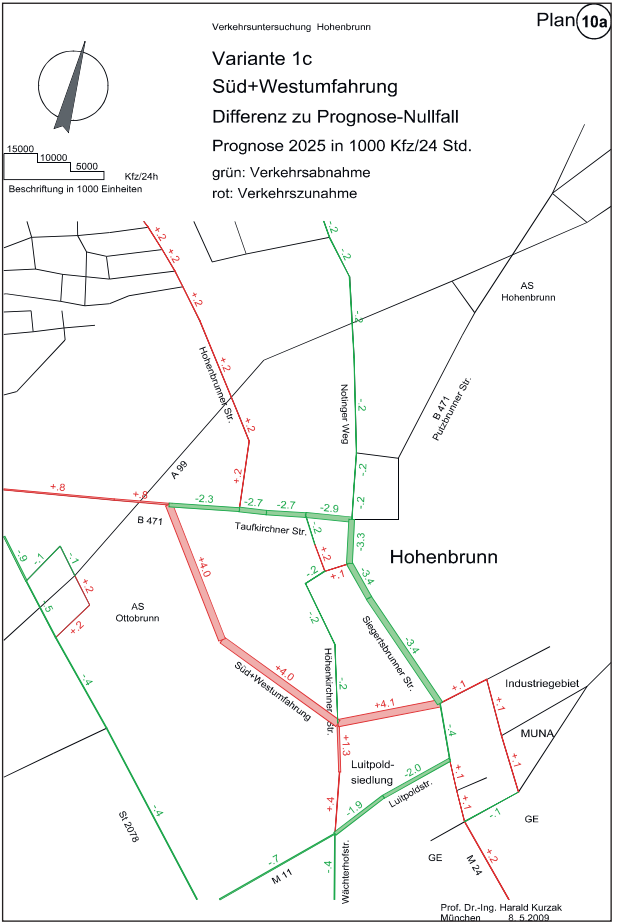 Verkehrsuntersuchung Hohenbrunn
Plan 10a
Variante 1c
Süd+Westumfahrung
Differenz zu Prognose-Nullfall
Prognose 2025 in 1000 Kfz/24 Std.
grün: Verkehrsabnahme
rot: Verkehrszunahme
15000
10000
5000
Kfz/24h
Beschriftung in 1000 Einheiten
+.2
+.2
+.2
+.2
+.2
+.2
-.2
-.2
-.2
-.2
-.2
-.2
AS
Hohenbrunn
Hohenbrunner Str.
Notinger Weg
B 471
Putzbrunner Str.
A 99
+.8
+.8
B 471
-2.3
-2.7
-2.7
-2.9
Taufkirchner Str.
-.2
+.2
+.1
-.2
-.2
-.2
-3.3
-3.4
-3.4
Hohenbrunn
Siegertsbrunner Str.
-.9
-.1
-.1
+.2
+.2
-.5
-.4
-.4
AS
Ottobrunn
+4.0
+4.0
Süd+Westumfahrung
Höhenkirchner Str.
+4.1
+.1
+.1
+.1
Industriegebiet
MUNA
+1.3
+.4
Luitpold-
siedlung
-2.0
-1.9
Luitpoldstr.
-.4
+.1
+.1
-.1
GE
GE
+.2
M 24
St 2078
-.7
M 11
-.4
Wächterhofstr.
Prof. Dr.-Ing. Harald Kurzak
München 8. 5.2009